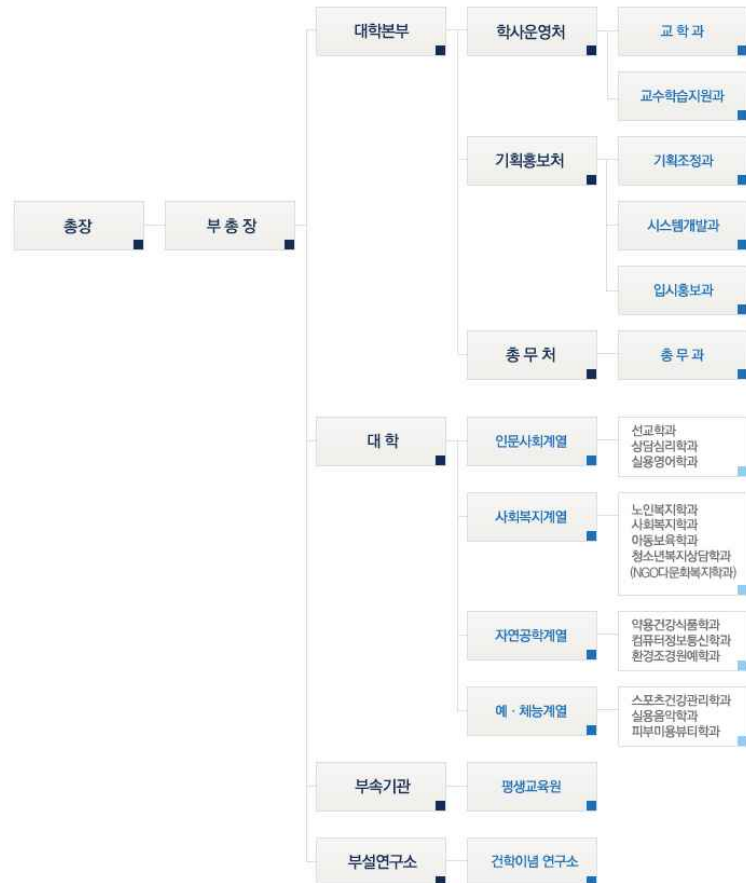 총장
부 총 장
대학본부
학사운영처
교 학 과
교수학습지원과
기획홍보처
기획조정과
시스템개발과
입시홍보과
총 무 처
총 무 과
대 학
인문사회계열
선교학과
상담심리학과
실용영어학과
사회복지계열
노인복지학과
사회복지학과
아동보육학과
청소년복지상담학과
(NGO다문화복지학과)
자연공학계열
약용건강식품학과
컴퓨터정보통신학과
환경조경원예학과
예 · 체능계열
스포츠건강관리학과
실용음악학과
피부미용뷰티학과
부속기관
평생교육원
부설연구소
건학이념 연구소